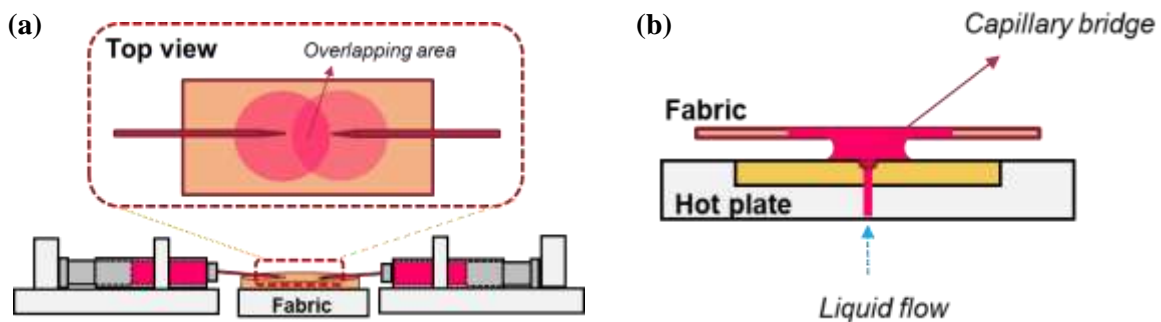 (a)
Top view
Overlapping area
Fabric
(b)
Capillary bridge
Fabric
Hot plate
Liquid flow